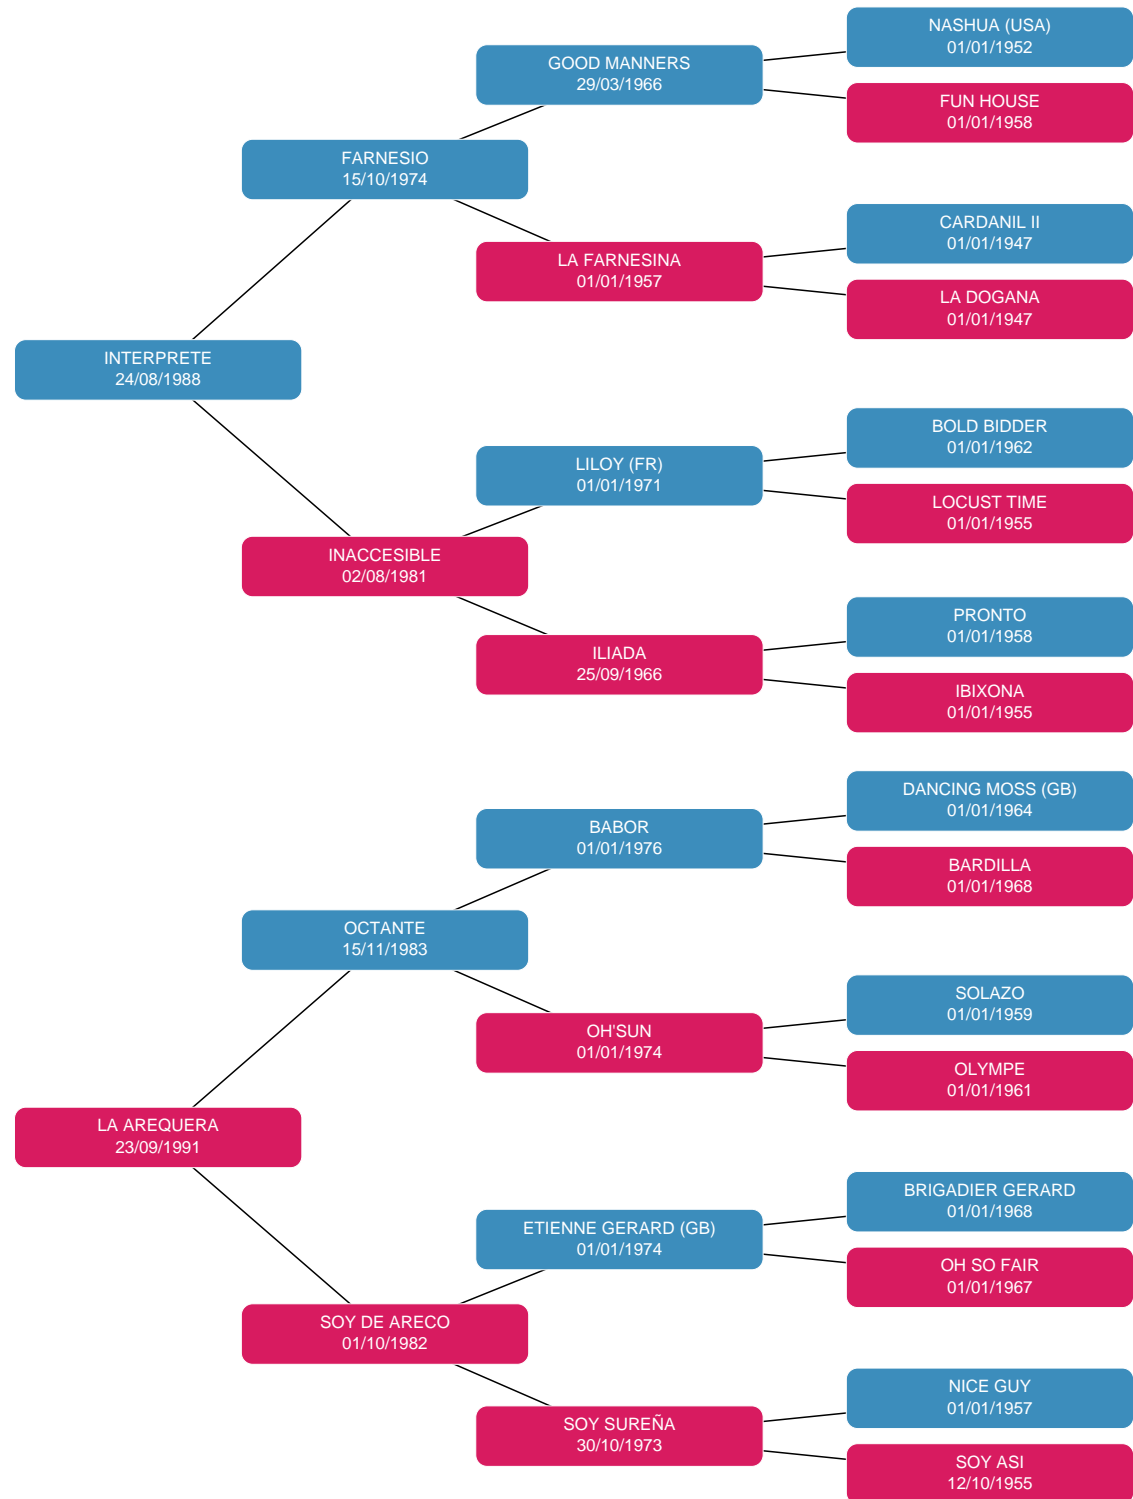 NASHUA (USA)
01/01/1952
GOOD MANNERS
29/03/1966
FUN HOUSE
01/01/1958
FARNESIO
15/10/1974
CARDANIL II
01/01/1947
LA FARNESINA
01/01/1957
LA DOGANA
01/01/1947
INTERPRETE
24/08/1988
BOLD BIDDER
01/01/1962
LILOY (FR)
01/01/1971
LOCUST TIME
01/01/1955
INACCESIBLE
02/08/1981
PRONTO
01/01/1958
ILIADA
25/09/1966
IBIXONA
01/01/1955
DANCING MOSS (GB)
01/01/1964
BABOR
01/01/1976
BARDILLA
01/01/1968
OCTANTE
15/11/1983
SOLAZO
01/01/1959
OH'SUN
01/01/1974
OLYMPE
01/01/1961
LA AREQUERA
23/09/1991
BRIGADIER GERARD
01/01/1968
ETIENNE GERARD (GB)
01/01/1974
OH SO FAIR
01/01/1967
SOY DE ARECO
01/10/1982
NICE GUY
01/01/1957
SOY SUREÑA
30/10/1973
SOY ASI
12/10/1955